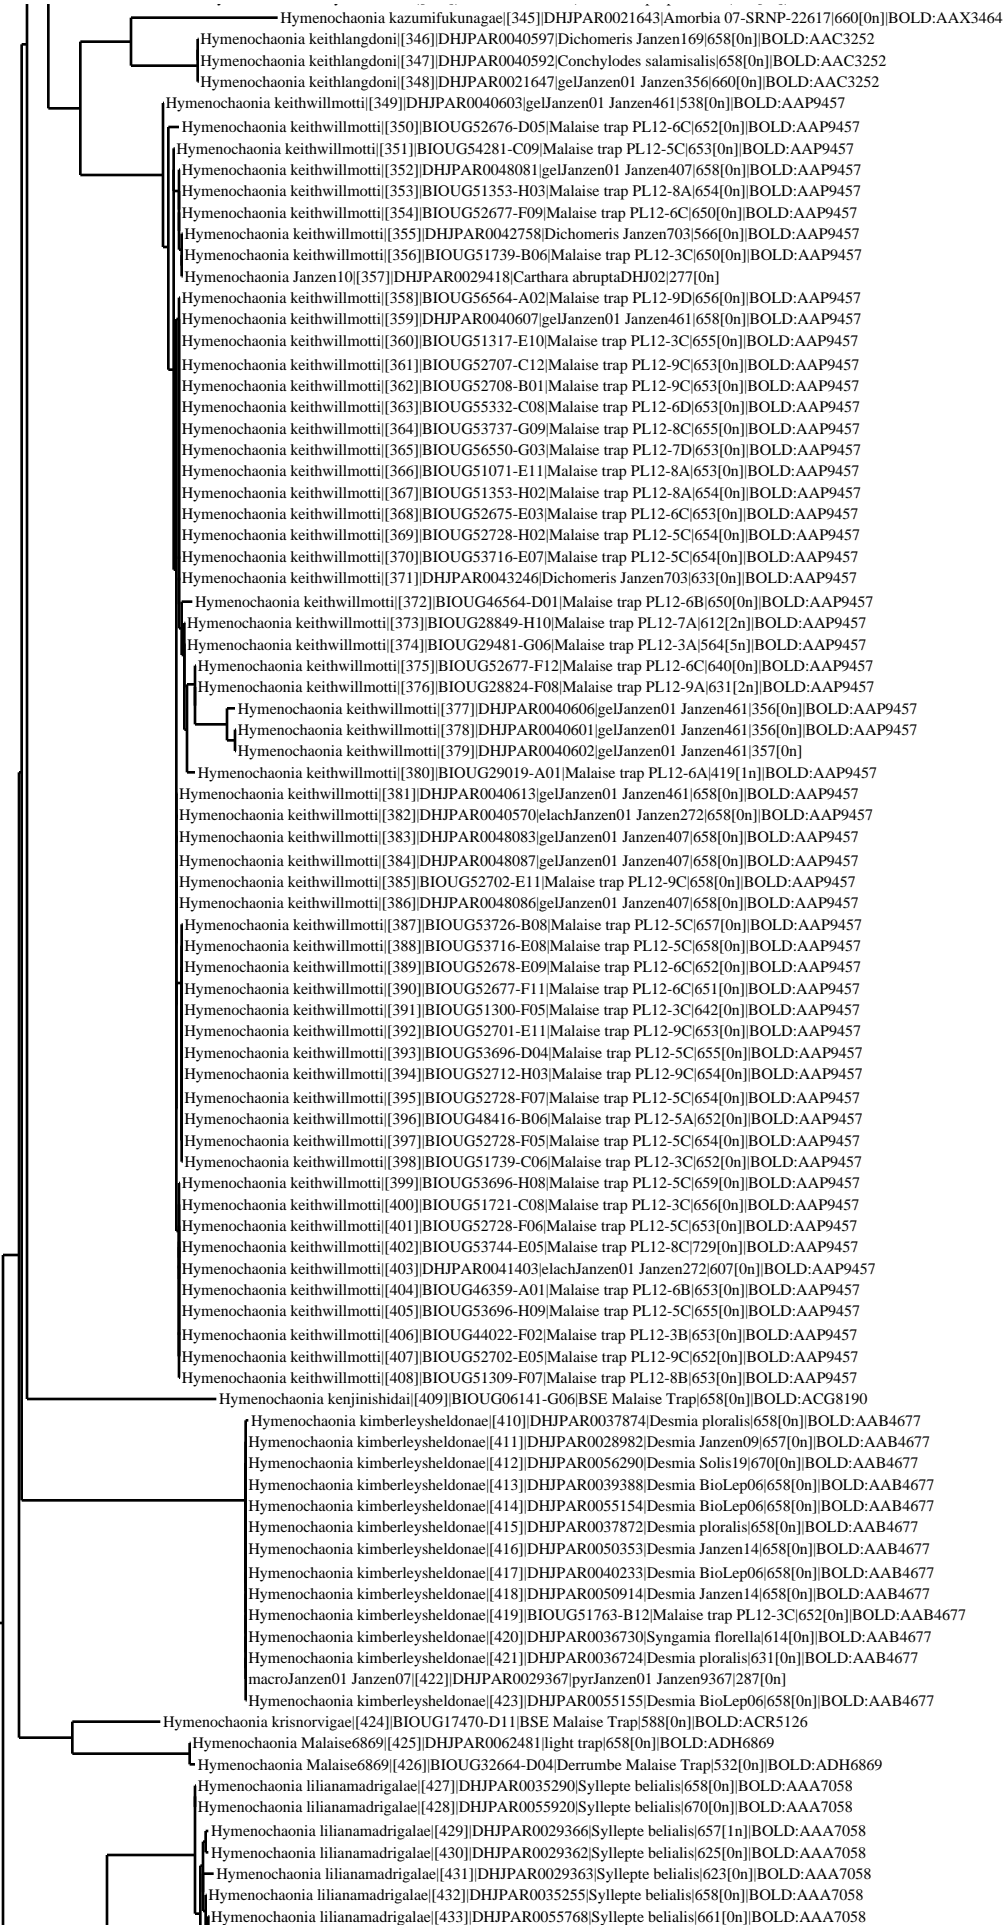 Hymenochaonia kazumifukunagae|[345]|DHJPAR0021643|Amorbia 07-SRNP-22617|660[0n]|BOLD:AAX3464
Hymenochaonia keithlangdoni|[346]|DHJPAR0040597|Dichomeris Janzen169|658[0n]|BOLD:AAC3252
Hymenochaonia keithlangdoni|[347]|DHJPAR0040592|Conchylodes salamisalis|658[0n]|BOLD:AAC3252
Hymenochaonia keithlangdoni|[348]|DHJPAR0021647|gelJanzen01 Janzen356|660[0n]|BOLD:AAC3252
Hymenochaonia keithwillmotti|[349]|DHJPAR0040603|gelJanzen01 Janzen461|538[0n]|BOLD:AAP9457
Hymenochaonia keithwillmotti|[350]|BIOUG52676-D05|Malaise trap PL12-6C|652[0n]|BOLD:AAP9457
Hymenochaonia keithwillmotti|[351]|BIOUG54281-C09|Malaise trap PL12-5C|653[0n]|BOLD:AAP9457
Hymenochaonia keithwillmotti|[352]|DHJPAR0048081|gelJanzen01 Janzen407|658[0n]|BOLD:AAP9457
Hymenochaonia keithwillmotti|[353]|BIOUG51353-H03|Malaise trap PL12-8A|654[0n]|BOLD:AAP9457
Hymenochaonia keithwillmotti|[354]|BIOUG52677-F09|Malaise trap PL12-6C|650[0n]|BOLD:AAP9457
Hymenochaonia keithwillmotti|[355]|DHJPAR0042758|Dichomeris Janzen703|566[0n]|BOLD:AAP9457
Hymenochaonia keithwillmotti|[356]|BIOUG51739-B06|Malaise trap PL12-3C|650[0n]|BOLD:AAP9457
Hymenochaonia Janzen10|[357]|DHJPAR0029418|Carthara abruptaDHJ02|277[0n]
Hymenochaonia keithwillmotti|[358]|BIOUG56564-A02|Malaise trap PL12-9D|656[0n]|BOLD:AAP9457
Hymenochaonia keithwillmotti|[359]|DHJPAR0040607|gelJanzen01 Janzen461|658[0n]|BOLD:AAP9457
Hymenochaonia keithwillmotti|[360]|BIOUG51317-E10|Malaise trap PL12-3C|655[0n]|BOLD:AAP9457
Hymenochaonia keithwillmotti|[361]|BIOUG52707-C12|Malaise trap PL12-9C|653[0n]|BOLD:AAP9457
Hymenochaonia keithwillmotti|[362]|BIOUG52708-B01|Malaise trap PL12-9C|653[0n]|BOLD:AAP9457
Hymenochaonia keithwillmotti|[363]|BIOUG55332-C08|Malaise trap PL12-6D|653[0n]|BOLD:AAP9457
Hymenochaonia keithwillmotti|[364]|BIOUG53737-G09|Malaise trap PL12-8C|655[0n]|BOLD:AAP9457
Hymenochaonia keithwillmotti|[365]|BIOUG56550-G03|Malaise trap PL12-7D|653[0n]|BOLD:AAP9457
Hymenochaonia keithwillmotti|[366]|BIOUG51071-E11|Malaise trap PL12-8A|653[0n]|BOLD:AAP9457
Hymenochaonia keithwillmotti|[367]|BIOUG51353-H02|Malaise trap PL12-8A|654[0n]|BOLD:AAP9457
Hymenochaonia keithwillmotti|[368]|BIOUG52675-E03|Malaise trap PL12-6C|653[0n]|BOLD:AAP9457
Hymenochaonia keithwillmotti|[369]|BIOUG52728-H02|Malaise trap PL12-5C|654[0n]|BOLD:AAP9457
Hymenochaonia keithwillmotti|[370]|BIOUG53716-E07|Malaise trap PL12-5C|654[0n]|BOLD:AAP9457
Hymenochaonia keithwillmotti|[371]|DHJPAR0043246|Dichomeris Janzen703|633[0n]|BOLD:AAP9457
Hymenochaonia keithwillmotti|[372]|BIOUG46564-D01|Malaise trap PL12-6B|650[0n]|BOLD:AAP9457
Hymenochaonia keithwillmotti|[373]|BIOUG28849-H10|Malaise trap PL12-7A|612[2n]|BOLD:AAP9457
Hymenochaonia keithwillmotti|[374]|BIOUG29481-G06|Malaise trap PL12-3A|564[5n]|BOLD:AAP9457
Hymenochaonia keithwillmotti|[375]|BIOUG52677-F12|Malaise trap PL12-6C|640[0n]|BOLD:AAP9457
Hymenochaonia keithwillmotti|[376]|BIOUG28824-F08|Malaise trap PL12-9A|631[2n]|BOLD:AAP9457
Hymenochaonia keithwillmotti|[377]|DHJPAR0040606|gelJanzen01 Janzen461|356[0n]|BOLD:AAP9457
Hymenochaonia keithwillmotti|[378]|DHJPAR0040601|gelJanzen01 Janzen461|356[0n]|BOLD:AAP9457
Hymenochaonia keithwillmotti|[379]|DHJPAR0040602|gelJanzen01 Janzen461|357[0n]
Hymenochaonia keithwillmotti|[380]|BIOUG29019-A01|Malaise trap PL12-6A|419[1n]|BOLD:AAP9457
Hymenochaonia keithwillmotti|[381]|DHJPAR0040613|gelJanzen01 Janzen461|658[0n]|BOLD:AAP9457
Hymenochaonia keithwillmotti|[382]|DHJPAR0040570|elachJanzen01 Janzen272|658[0n]|BOLD:AAP9457
Hymenochaonia keithwillmotti|[383]|DHJPAR0048083|gelJanzen01 Janzen407|658[0n]|BOLD:AAP9457
Hymenochaonia keithwillmotti|[384]|DHJPAR0048087|gelJanzen01 Janzen407|658[0n]|BOLD:AAP9457
Hymenochaonia keithwillmotti|[385]|BIOUG52702-E11|Malaise trap PL12-9C|658[0n]|BOLD:AAP9457
Hymenochaonia keithwillmotti|[386]|DHJPAR0048086|gelJanzen01 Janzen407|658[0n]|BOLD:AAP9457
Hymenochaonia keithwillmotti|[387]|BIOUG53726-B08|Malaise trap PL12-5C|657[0n]|BOLD:AAP9457
Hymenochaonia keithwillmotti|[388]|BIOUG53716-E08|Malaise trap PL12-5C|658[0n]|BOLD:AAP9457
Hymenochaonia keithwillmotti|[389]|BIOUG52678-E09|Malaise trap PL12-6C|652[0n]|BOLD:AAP9457
Hymenochaonia keithwillmotti|[390]|BIOUG52677-F11|Malaise trap PL12-6C|651[0n]|BOLD:AAP9457
Hymenochaonia keithwillmotti|[391]|BIOUG51300-F05|Malaise trap PL12-3C|642[0n]|BOLD:AAP9457
Hymenochaonia keithwillmotti|[392]|BIOUG52701-E11|Malaise trap PL12-9C|653[0n]|BOLD:AAP9457
Hymenochaonia keithwillmotti|[393]|BIOUG53696-D04|Malaise trap PL12-5C|655[0n]|BOLD:AAP9457
Hymenochaonia keithwillmotti|[394]|BIOUG52712-H03|Malaise trap PL12-9C|654[0n]|BOLD:AAP9457
Hymenochaonia keithwillmotti|[395]|BIOUG52728-F07|Malaise trap PL12-5C|654[0n]|BOLD:AAP9457
Hymenochaonia keithwillmotti|[396]|BIOUG48416-B06|Malaise trap PL12-5A|652[0n]|BOLD:AAP9457
Hymenochaonia keithwillmotti|[397]|BIOUG52728-F05|Malaise trap PL12-5C|654[0n]|BOLD:AAP9457
Hymenochaonia keithwillmotti|[398]|BIOUG51739-C06|Malaise trap PL12-3C|652[0n]|BOLD:AAP9457
Hymenochaonia keithwillmotti|[399]|BIOUG53696-H08|Malaise trap PL12-5C|659[0n]|BOLD:AAP9457
Hymenochaonia keithwillmotti|[400]|BIOUG51721-C08|Malaise trap PL12-3C|656[0n]|BOLD:AAP9457
Hymenochaonia keithwillmotti|[401]|BIOUG52728-F06|Malaise trap PL12-5C|653[0n]|BOLD:AAP9457
Hymenochaonia keithwillmotti|[402]|BIOUG53744-E05|Malaise trap PL12-8C|729[0n]|BOLD:AAP9457
Hymenochaonia keithwillmotti|[403]|DHJPAR0041403|elachJanzen01 Janzen272|607[0n]|BOLD:AAP9457
Hymenochaonia keithwillmotti|[404]|BIOUG46359-A01|Malaise trap PL12-6B|653[0n]|BOLD:AAP9457
Hymenochaonia keithwillmotti|[405]|BIOUG53696-H09|Malaise trap PL12-5C|655[0n]|BOLD:AAP9457
Hymenochaonia keithwillmotti|[406]|BIOUG44022-F02|Malaise trap PL12-3B|653[0n]|BOLD:AAP9457
Hymenochaonia keithwillmotti|[407]|BIOUG52702-E05|Malaise trap PL12-9C|652[0n]|BOLD:AAP9457
Hymenochaonia keithwillmotti|[408]|BIOUG51309-F07|Malaise trap PL12-8B|653[0n]|BOLD:AAP9457
Hymenochaonia kenjinishidai|[409]|BIOUG06141-G06|BSE Malaise Trap|658[0n]|BOLD:ACG8190
Hymenochaonia kimberleysheldonae|[410]|DHJPAR0037874|Desmia ploralis|658[0n]|BOLD:AAB4677
Hymenochaonia kimberleysheldonae|[411]|DHJPAR0028982|Desmia Janzen09|657[0n]|BOLD:AAB4677
Hymenochaonia kimberleysheldonae|[412]|DHJPAR0056290|Desmia Solis19|670[0n]|BOLD:AAB4677
Hymenochaonia kimberleysheldonae|[413]|DHJPAR0039388|Desmia BioLep06|658[0n]|BOLD:AAB4677
Hymenochaonia kimberleysheldonae|[414]|DHJPAR0055154|Desmia BioLep06|658[0n]|BOLD:AAB4677
Hymenochaonia kimberleysheldonae|[415]|DHJPAR0037872|Desmia ploralis|658[0n]|BOLD:AAB4677
Hymenochaonia kimberleysheldonae|[416]|DHJPAR0050353|Desmia Janzen14|658[0n]|BOLD:AAB4677
Hymenochaonia kimberleysheldonae|[417]|DHJPAR0040233|Desmia BioLep06|658[0n]|BOLD:AAB4677
Hymenochaonia kimberleysheldonae|[418]|DHJPAR0050914|Desmia Janzen14|658[0n]|BOLD:AAB4677
Hymenochaonia kimberleysheldonae|[419]|BIOUG51763-B12|Malaise trap PL12-3C|652[0n]|BOLD:AAB4677
Hymenochaonia kimberleysheldonae|[420]|DHJPAR0036730|Syngamia florella|614[0n]|BOLD:AAB4677
Hymenochaonia kimberleysheldonae|[421]|DHJPAR0036724|Desmia ploralis|631[0n]|BOLD:AAB4677
macroJanzen01 Janzen07|[422]|DHJPAR0029367|pyrJanzen01 Janzen9367|287[0n]
Hymenochaonia kimberleysheldonae|[423]|DHJPAR0055155|Desmia BioLep06|658[0n]|BOLD:AAB4677
Hymenochaonia krisnorvigae|[424]|BIOUG17470-D11|BSE Malaise Trap|588[0n]|BOLD:ACR5126
Hymenochaonia Malaise6869|[425]|DHJPAR0062481|light trap|658[0n]|BOLD:ADH6869
Hymenochaonia Malaise6869|[426]|BIOUG32664-D04|Derrumbe Malaise Trap|532[0n]|BOLD:ADH6869
Hymenochaonia lilianamadrigalae|[427]|DHJPAR0035290|Syllepte belialis|658[0n]|BOLD:AAA7058
Hymenochaonia lilianamadrigalae|[428]|DHJPAR0055920|Syllepte belialis|670[0n]|BOLD:AAA7058
Hymenochaonia lilianamadrigalae|[429]|DHJPAR0029366|Syllepte belialis|657[1n]|BOLD:AAA7058
Hymenochaonia lilianamadrigalae|[430]|DHJPAR0029362|Syllepte belialis|625[0n]|BOLD:AAA7058
Hymenochaonia lilianamadrigalae|[431]|DHJPAR0029363|Syllepte belialis|623[0n]|BOLD:AAA7058
Hymenochaonia lilianamadrigalae|[432]|DHJPAR0035255|Syllepte belialis|658[0n]|BOLD:AAA7058
Hymenochaonia lilianamadrigalae|[433]|DHJPAR0055768|Syllepte belialis|661[0n]|BOLD:AAA7058